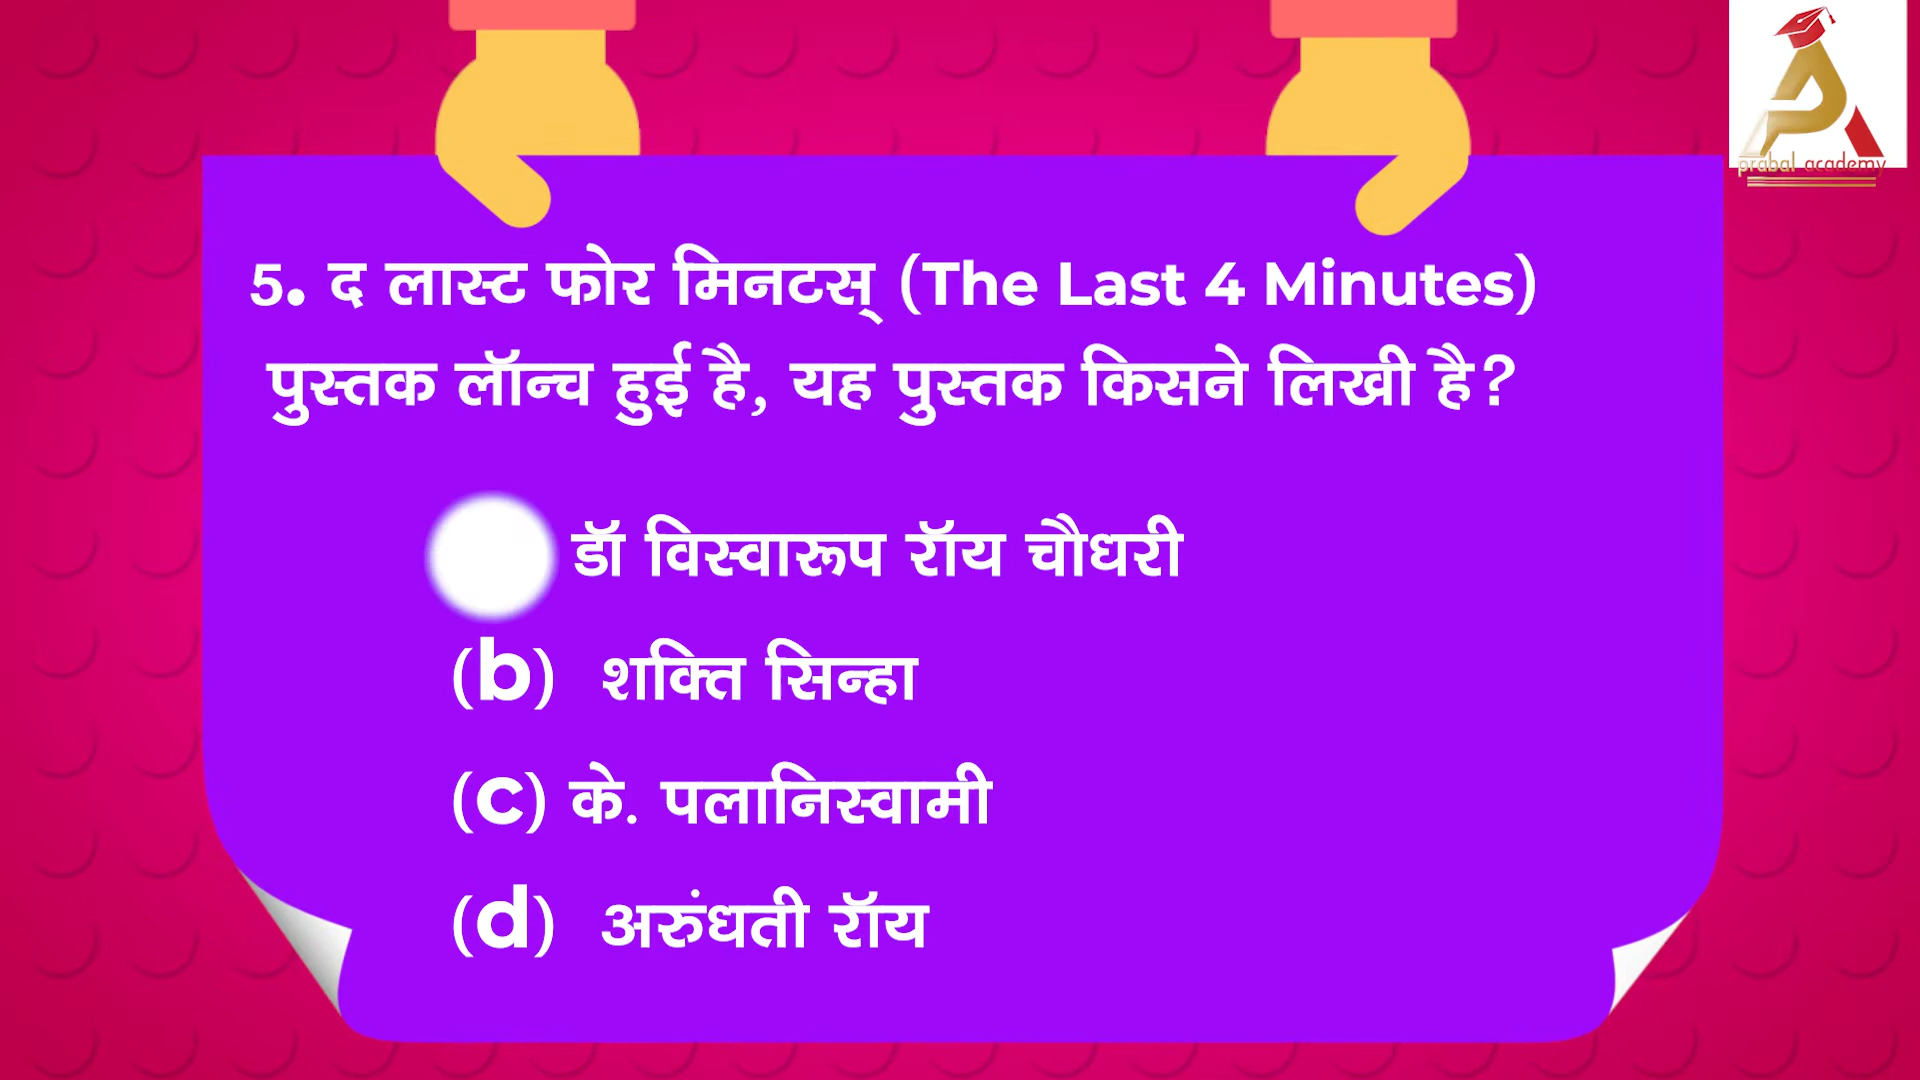 prabal academy
5. द लास्ट फोर मिनटस् (The Last 4 Minutes)
पुस्तक लॉन्च हुई है, यह पुस्तक किसने लिखी है?
डॉ विस्वारूप रॉय चौधरी
(b) शक्ति सिन्हा
(c) के. पलानिस्वामी
(d) अरुंधती रॉय